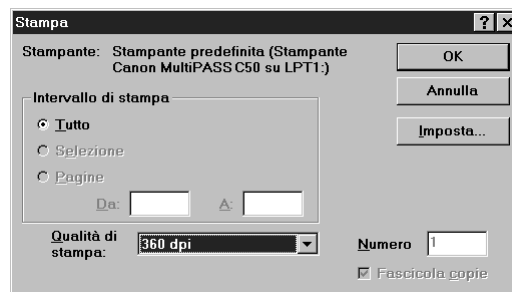 Stampa
Stampante: Stampante predefinita (Stampante
Canon MultiPASS C50 su LPT1:)
OK
Annulla
Imposta...
Intervallo di stampa
Tutto
Selezione
Pagine
Da: A:
Qualità di
stampa: 360 dpi
Numero 1
Fascicola copie